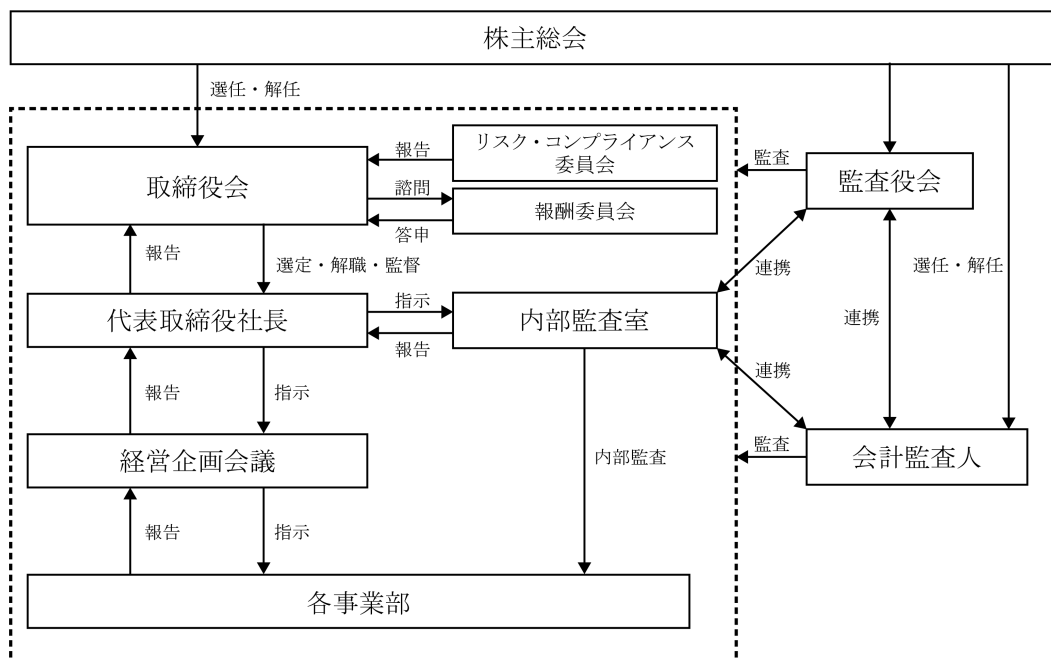 株主総会
選任・解任
リスク・コンプライアンス
委員会
報告
監査
取締役会
監査役会
諮問
報酬委員会
答申
報告
選定・解職・監督
連携
選任・解任
指示
代表取締役社長
内部監査室
連携
報告
連携
報告
指示
監査
経営企画会議
会計監査人
内部監査
報告
指示
各事業部